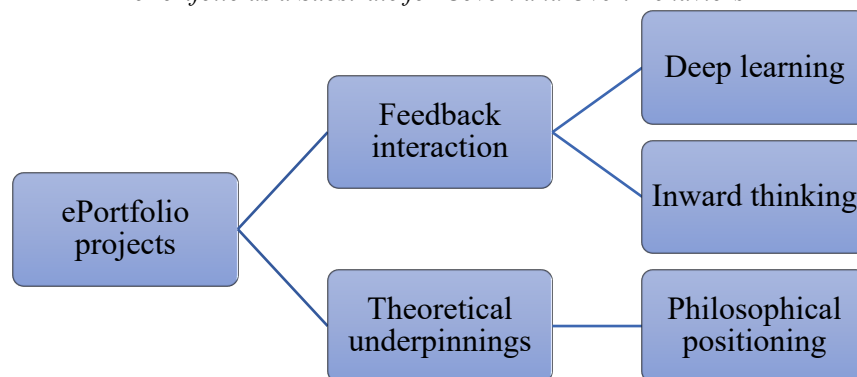 Deep learning
Feedback
interaction
Inward thinking
ePortfolio
projects
Theoretical
underpinnings
Philosophical
positioning